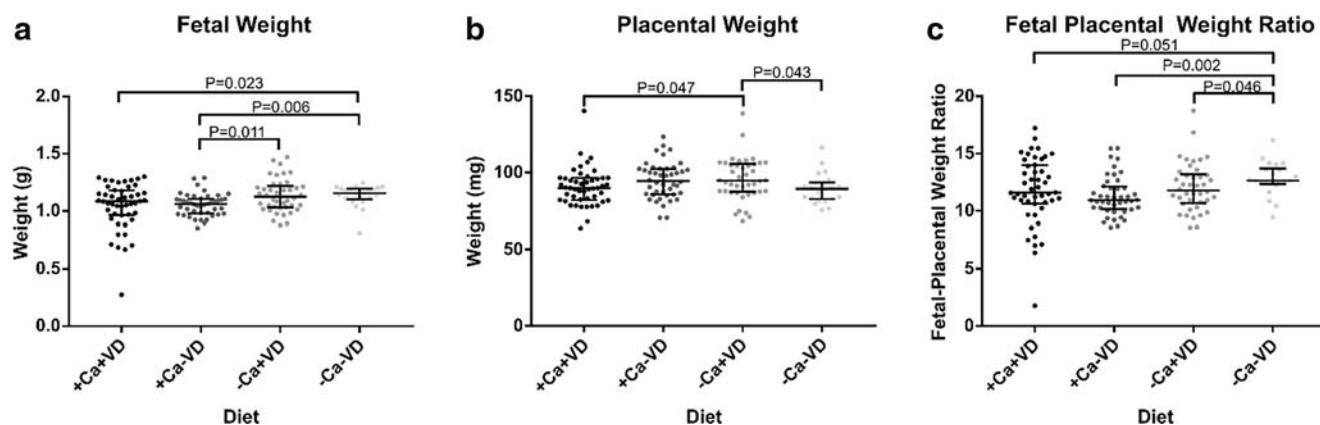 a
Fetal Weight
P=0.023
P=0.006
P=0.011
2.0
1.5
1.0
0.5
0.0
Weight (g)
+Ca+VD
+Ca-VD
-Ca+VD
-Ca-VD
Diet
b
Placental Weight
P=0.043
P=0.047
150
100
50
0
Weight (mg)
+Ca+VD
+Ca-VD
-Ca+VD
-Ca-VD
Diet
c
Fetal Placental Weight Ratio
P=0.051
P=0.002
P=0.046
20
15
10
5
0
Fetal-Placental Weight Ratio
+Ca+VD
+Ca-VD
-Ca+VD
-Ca-VD
Diet